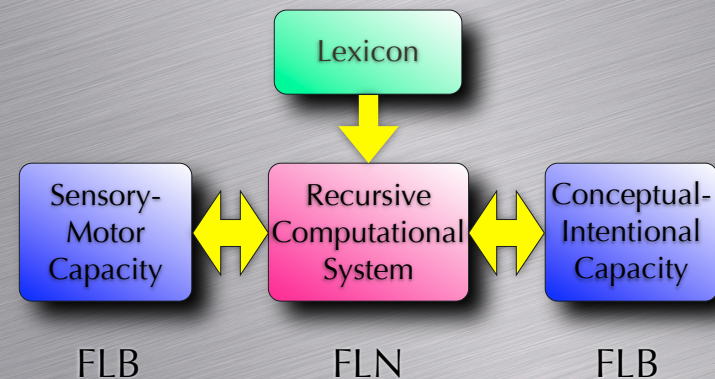 Lexicon
Sensory-
Motor
Capacity
Recursive
Computational
System
Conceptual-
Intentional
Capacity
FLB
FLN
FLB